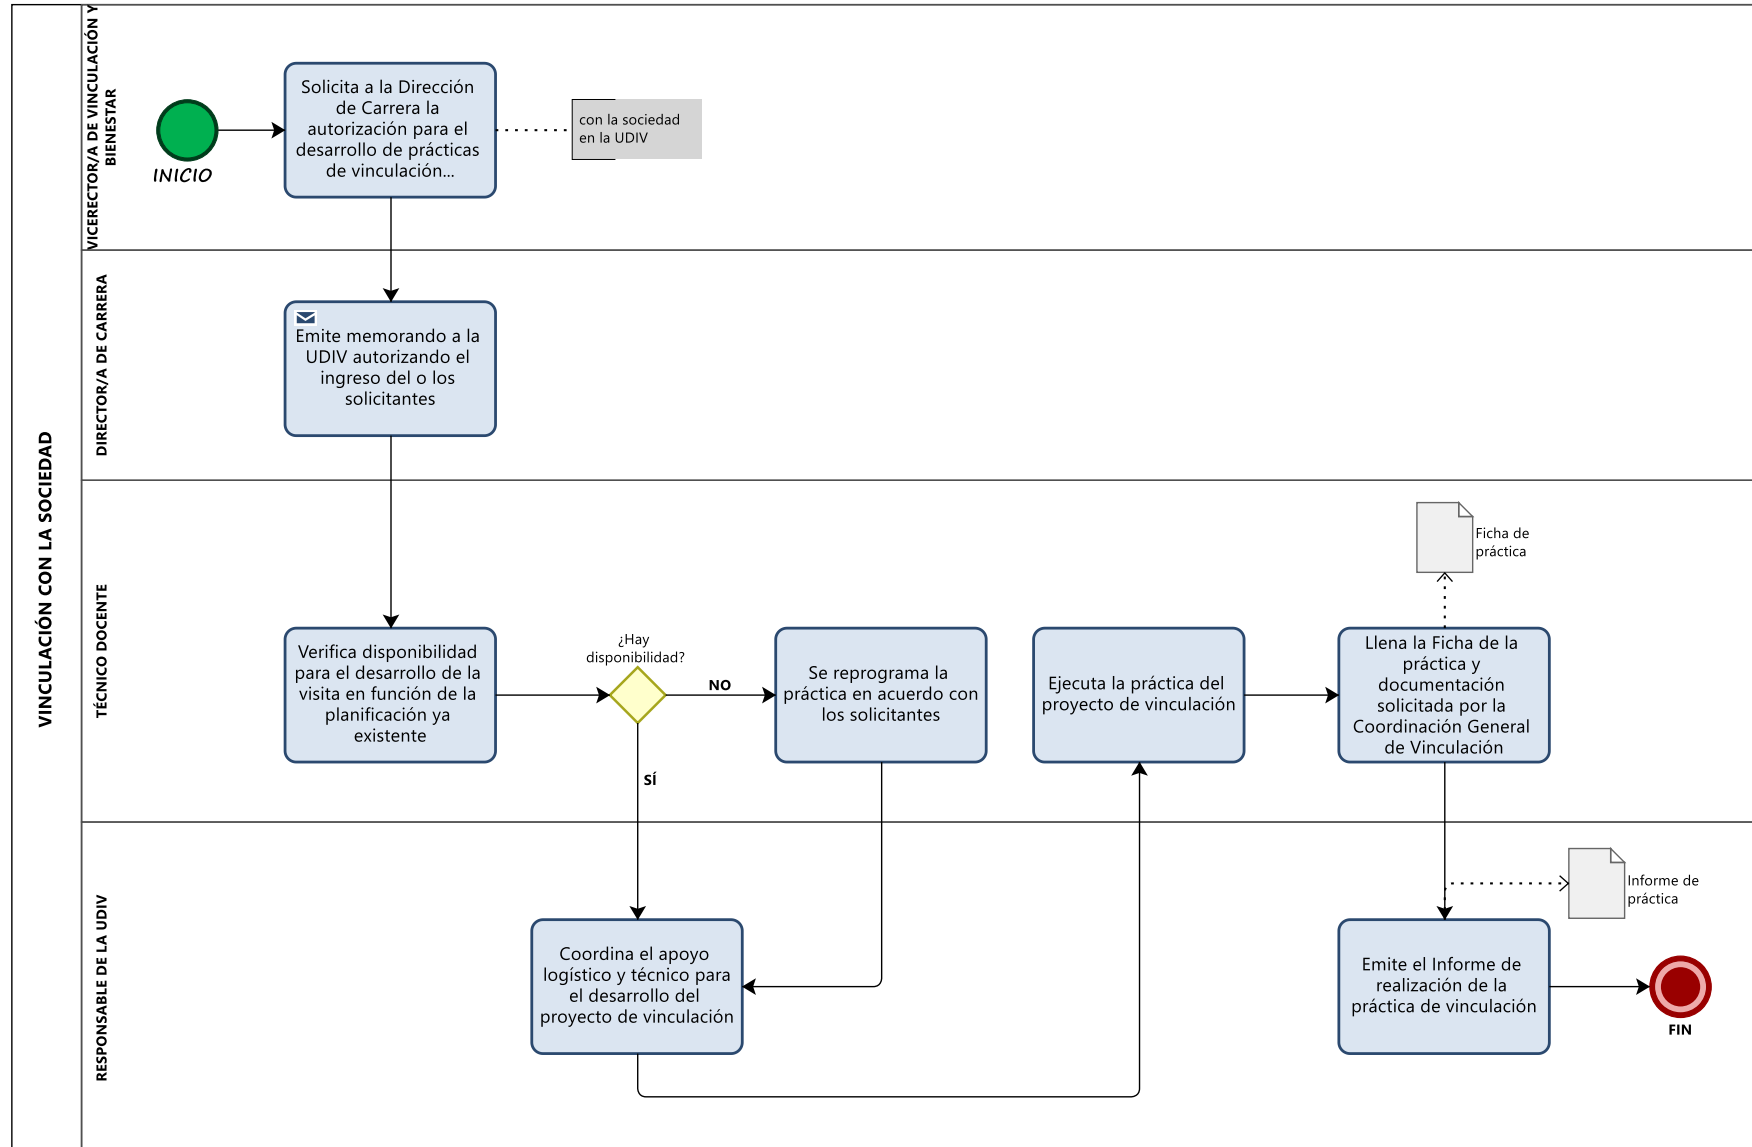 VINCULACIÓN CON LA SOCIEDAD
VICERECTOR/A DE VINCULACIÓN Y
BIENESTAR
INICIO
Solicita a la Dirección
de Carrera la
autorización para el
desarrollo de prácticas
de vinculación...
con la sociedad
en la UDIV
DIRECTOR/A DE CARRERA
Emite memorando a la
UDIV autorizando el
ingreso del o los
solicitantes
TÉCNICO DOCENTE
Verifica disponibilidad
para el desarrollo de la
visita en función de la
planificación ya
existente
¿Hay
disponibilidad?
NO
SÍ
Se reprograma la
práctica en acuerdo con
los solicitantes
Ejecuta la práctica del
proyecto de vinculación
Llena la Ficha de la
práctica y
documentación
solicitada por la
Coordinación General
de Vinculación
Ficha de
práctica
RESPONSABLE DE LA UDIV
Coordina el apoyo
logístico y técnico para
el desarrollo del
proyecto de vinculación
Informe de
práctica
Emite el Informe de
realización de la
práctica de vinculación
FIN